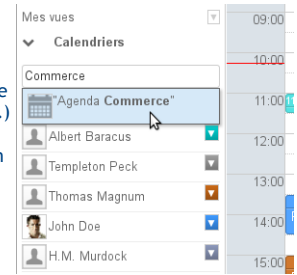 Mes vues
Calendriers
Commerce
"Agenda Commerce"
Albert Baracus
Templeton Peck
Thomas Magnum
John Doe
H.M. Murdock
09:00
10:00
11:00
12:00
13:00
14:00
15:00